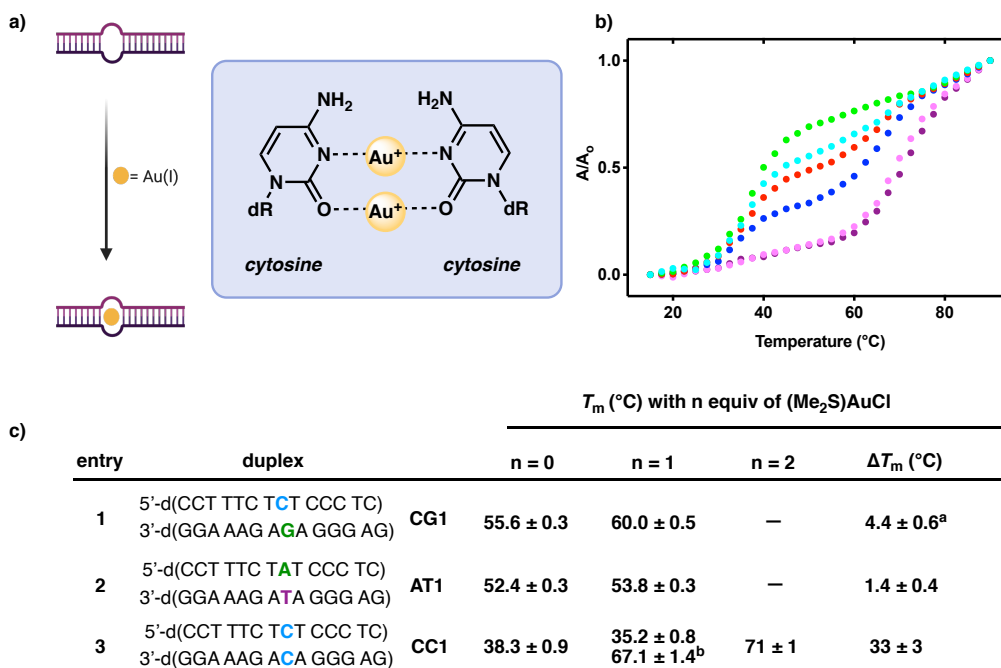 a)
= Au(I)
NH₂
H₂N
N
Au⁺
N
N
O
Au⁺
O
N
dR
dR
cytosine
cytosine
b)
1.0
0.5
0.0
A/Aₒ
20
40
60
80
Temperature (°C)
c)
Tₘ (°C) with n equiv of (Me₂S)AuCl
entry duplex n = 0 n = 1 n = 2 ΔTₘ (°C)
5'-d(CCT TTC TCT CCC TC)
1 CG1 55.6 ± 0.3 60.0 ± 0.5 — 4.4 ± 0.6ᵃ
3'-d(GGA AAG AGA GGG AG)
5'-d(CCT TTC TAT CCC TC)
2 AT1 52.4 ± 0.3 53.8 ± 0.3 — 1.4 ± 0.4
3'-d(GGA AAG ATA GGG AG)
5'-d(CCT TTC TCT CCC TC)
35.2 ± 0.8
3 CC1 38.3 ± 0.9 71 ± 1 33 ± 3
67.1 ± 1.4ᵇ
3'-d(GGA AAG ACA GGG AG)